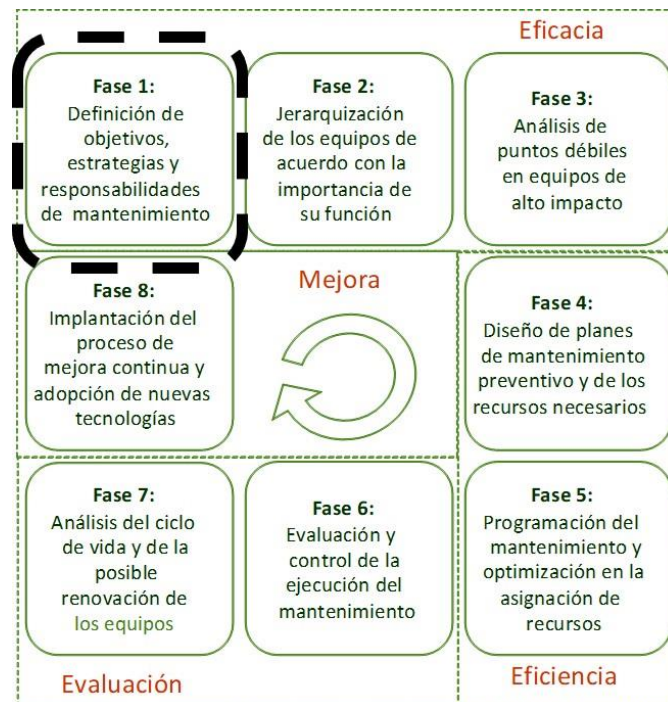 Eficacia
Fase 1:
Definición de
objetivos,
estrategias y
responsabilidades
de mantenimiento
Fase 2:
Jerarquización
de los equipos de
acuerdo con la
importancia de
su función
Fase 3:
Análisis de
puntos débiles
en equipos de
alto impacto
Fase 8:
Implantación del
proceso de
mejora continua y
adopción de nuevas
tecnologías
Mejora
Fase 4:
Diseño de planes
de mantenimiento
preventivo y de los
recursos necesarios
Fase 7:
Análisis del ciclo
de vida y de la
posible
renovación de
los equipos
Fase 6:
Evaluación y
control de la
ejecución del
mantenimiento
Fase 5:
Programación del
mantenimiento y
optimización en la
asignación de
recursos
Evaluación
Eficiencia